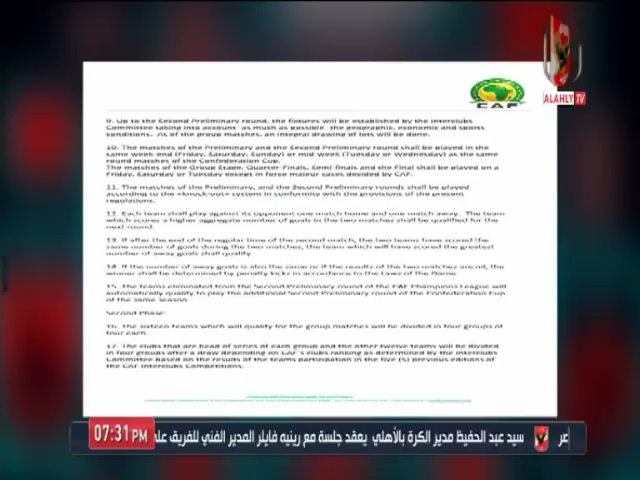 CAF
ALAHLY TV
9. Up to the Second Preliminary round, the fixtures will be established by the Interclubs
Committee taking into account as much as possible the geographic, economic and sports
conditions. As of the group matches, an integral drawing of lots will be done.
10. The matches of the Preliminary and the Second Preliminary round shall be played in the
same week end (Friday, Saturday, Sunday) or mid-week (Tuesday or Wednesday) as the same
round matches of the Confederation Cup.
The matches of the Group Stage, Quarter-Finals, Semi-finals and the Final shall be played on a
Friday, Saturday or Tuesday except in force majeur cases decided by CAF.
11. The matches of the Preliminary, and the Second Preliminary rounds shall be played
according to the «knock-out» system in conformity with the provisions of the present
regulations.
12. Each team shall play against its opponent one match home and one match away. The team
which scores a higher aggregate number of goals in the two matches shall be qualified for the
next round.
13. If after the end of the regular time of the second match, the two teams have scored the
same number of goals during the two matches, the team which will have scored the greatest
number of away goals shall qualify.
14. If the number of away goals is also the same or if the results of the two matches are nil, the
winner shall be determined by penalty kicks in accordance to the Laws of the Game.
15. The teams eliminated from the Second Preliminary round of the CAF Champions League will
automatically qualify to play the additional Second Preliminary round of the Confederation Cup
of the same season.
Second Phase:
16. The sixteen teams which will qualify for the group matches will be divided in four groups of
four each.
17. The clubs that are head of series of each group and the other twelve teams will be divided
in four groups after a draw depending on CAF's clubs ranking as determined by the Interclubs
Committee based on the results of the teams participation in the five (5) previous editions of
the CAF Interclubs Competitions.
07:31 PM
عر سيد عبد الحفيظ مدير الكرة بالأهلي يعقد جلسة مع رينيه فايلر المدير الفني للفريق على